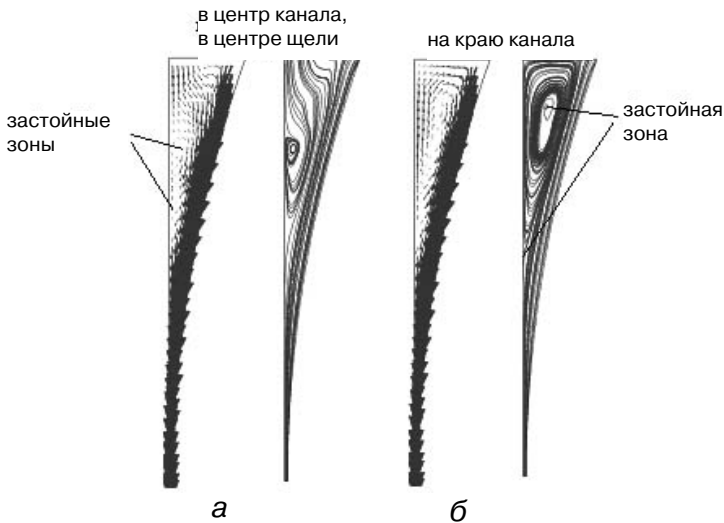 в центр канала,
в центре щели
на краю канала
застойные
зоны
застойная
зона
а
б